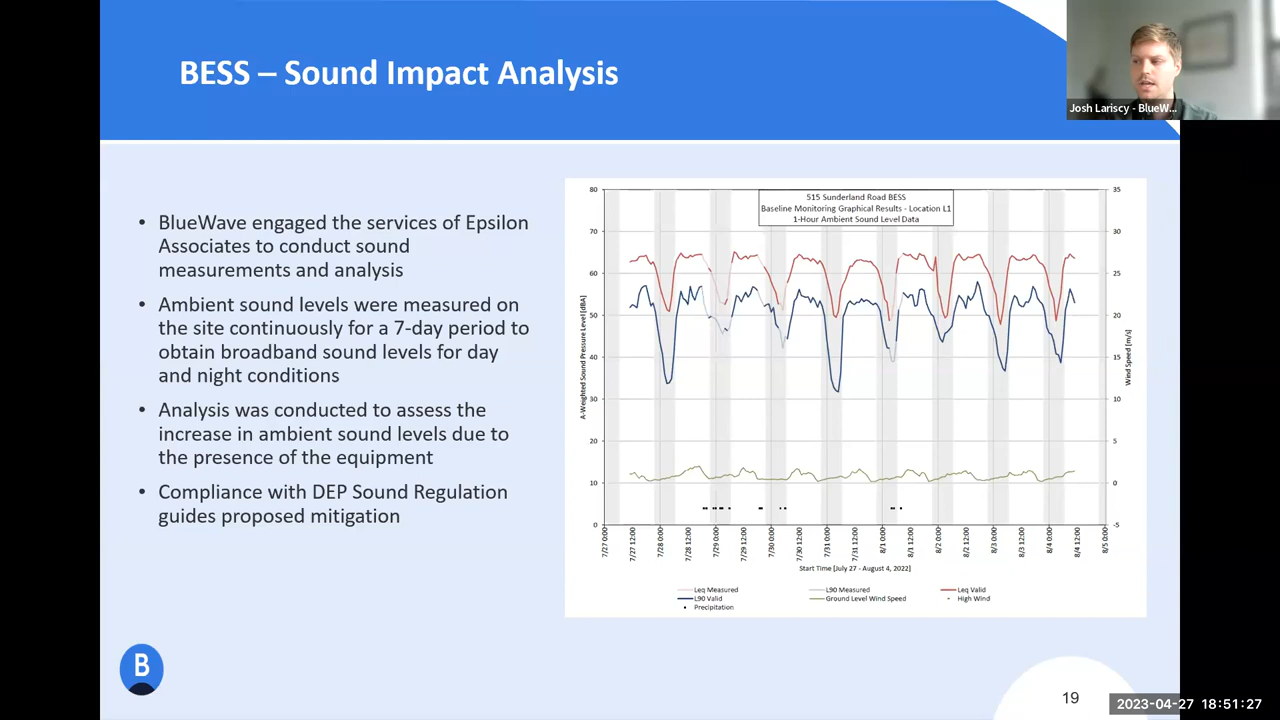 BESS – Sound Impact Analysis
Josh Lariscy - BlueW...
• BlueWave engaged the services of Epsilon
Associates to conduct sound
measurements and analysis
• Ambient sound levels were measured on
the site continuously for a 7-day period to
obtain broadband sound levels for day
and night conditions
• Analysis was conducted to assess the
increase in ambient sound levels due to
the presence of the equipment
• Compliance with DEP Sound Regulation
guides proposed mitigation
515 Sunderland Road BESS
Baseline Monitoring Graphical Results - Location L1
1-Hour Ambient Sound Level Data
A-Weighted Sound Pressure Level [dBA]
80
70
60
50
40
30
20
10
0
35
30
25
20
15
10
5
0
-5
Wind Speed [m/s]
7/27 0:00
7/27 12:00
7/28 0:00
7/28 12:00
7/29 0:00
7/29 12:00
7/30 0:00
7/30 12:00
7/31 0:00
7/31 12:00
8/1 0:00
8/1 12:00
8/2 0:00
8/2 12:00
8/3 0:00
8/3 12:00
8/4 0:00
8/4 12:00
8/5 0:00
Start Time [July 27 - August 4, 2022]
Leq Measured
L90 Measured
Leq Valid
L90 Valid
Ground Level Wind Speed
High Wind
Precipitation
B
19
2023-04-27 18:51:27